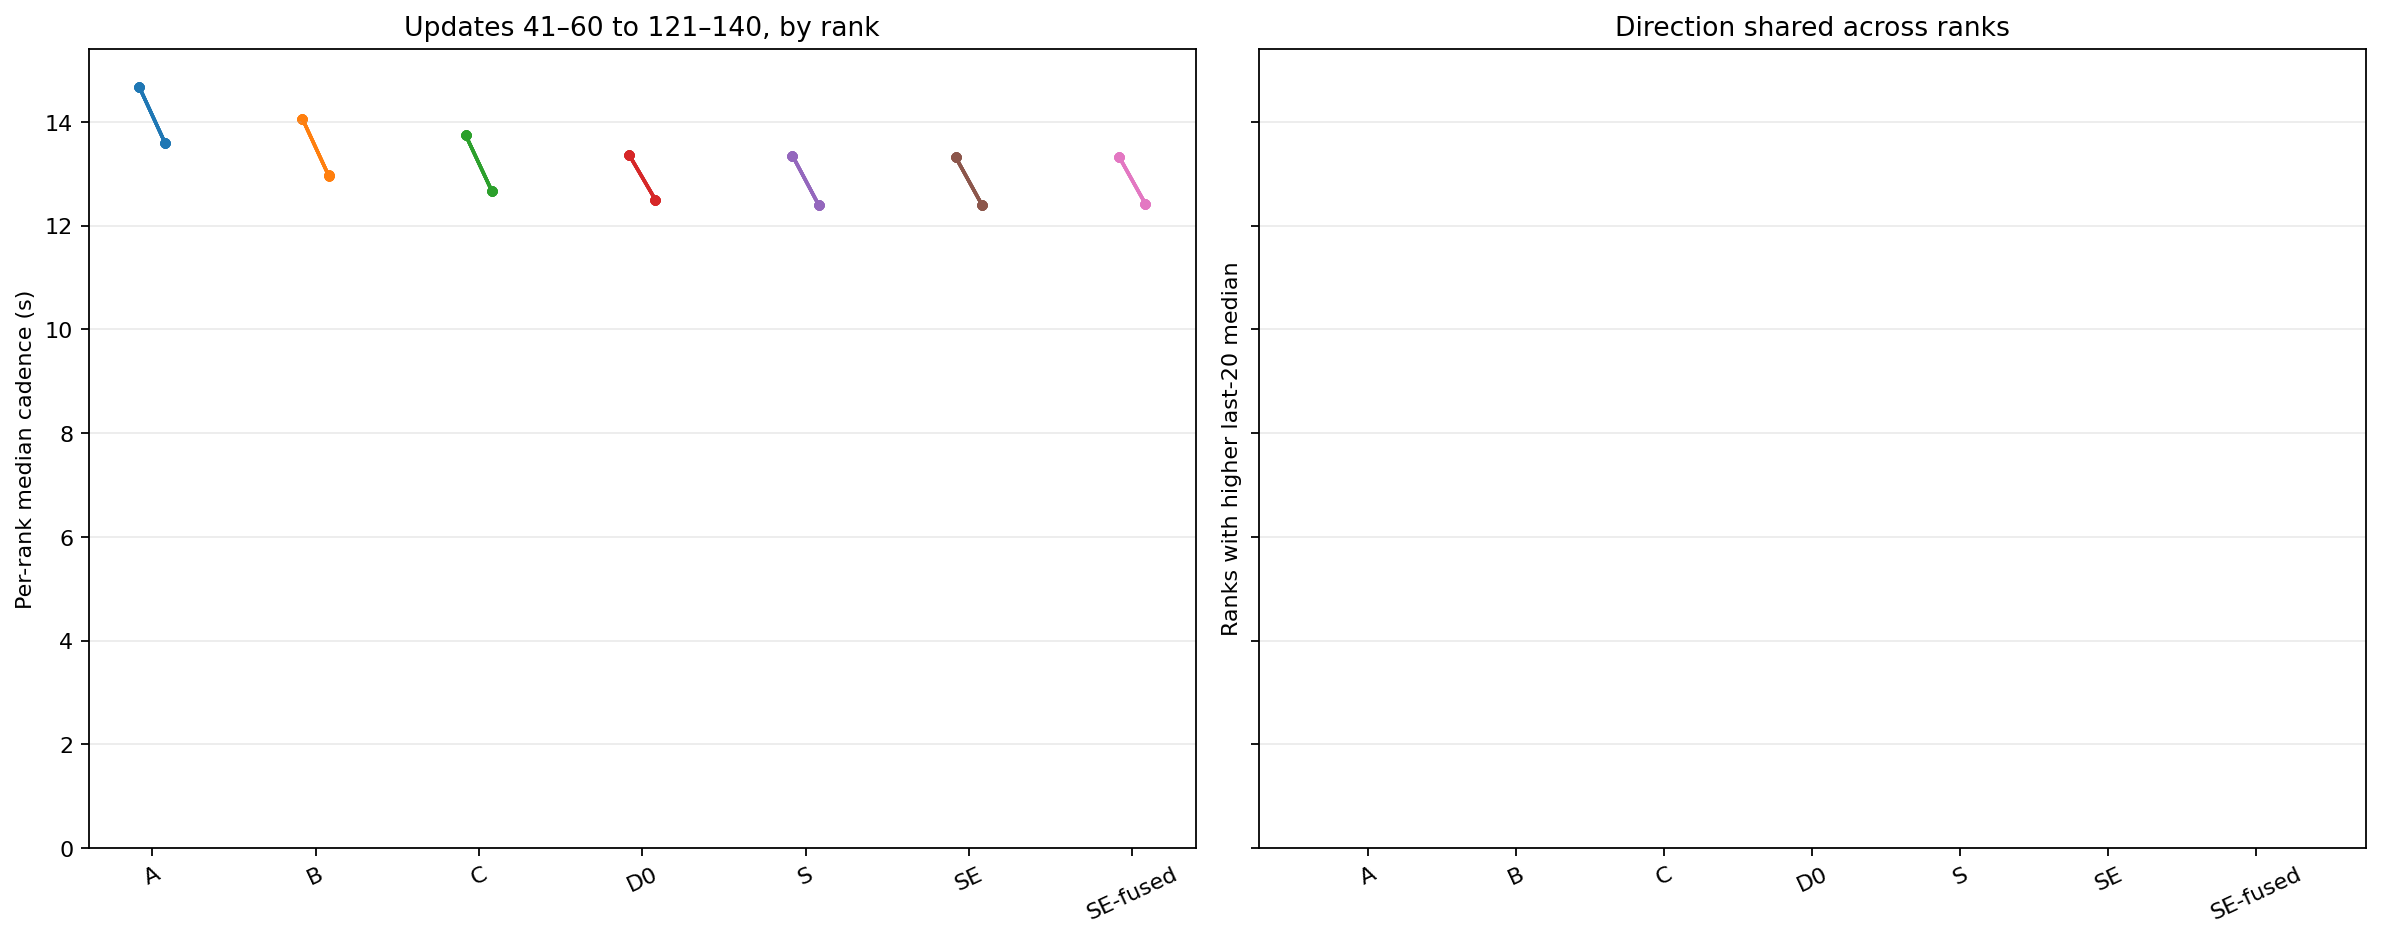 Updates 41–60 to 121–140, by rank
Per-rank median cadence (s)
14
12
10
8
6
4
2
0
A
B
C
D0
S
SE
SE-fused
Direction shared across ranks
Ranks with higher last-20 median
A
B
C
D0
S
SE
SE-fused